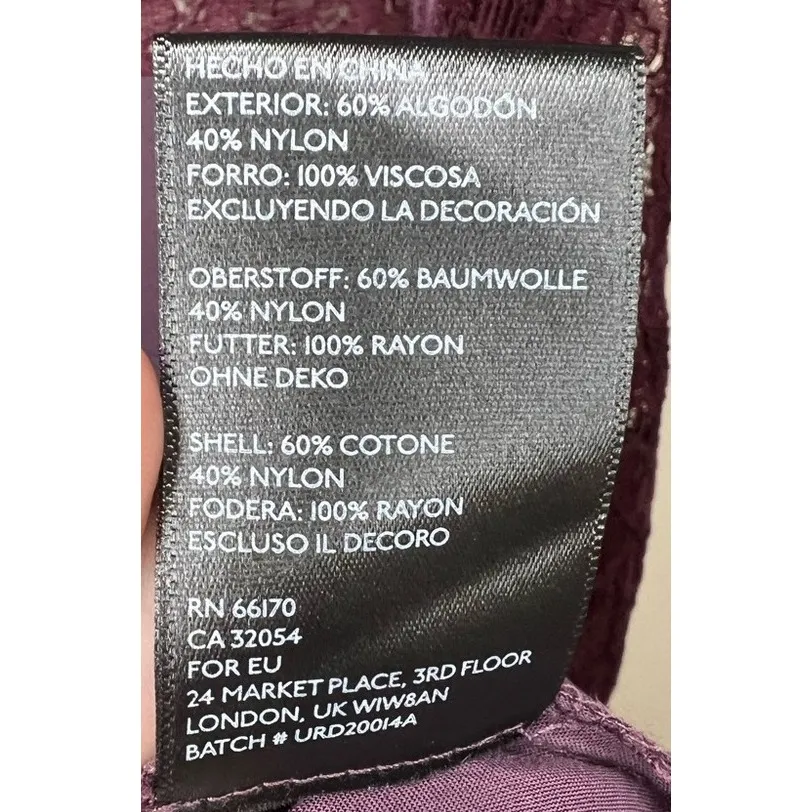 HECHO EN CHINA
EXTERIOR: 60% ALGODÓN
40% NYLON
FORRO: 100% VISCOSA
EXCLUYENDO LA DECORACIÓN
OBERSTOFF: 60% BAUMWOLLE
40% NYLON
FUTTER: 100% RAYON
OHNE DEKO
SHELL: 60% COTONE
40% NYLON
FODERA: 100% RAYON
ESCLUSO IL DECORO
RN 66170
CA 32054
FOR EU
24 MARKET PLACE, 3RD FLOOR
LONDON, UK W1W8AN
BATCH # URD20014A